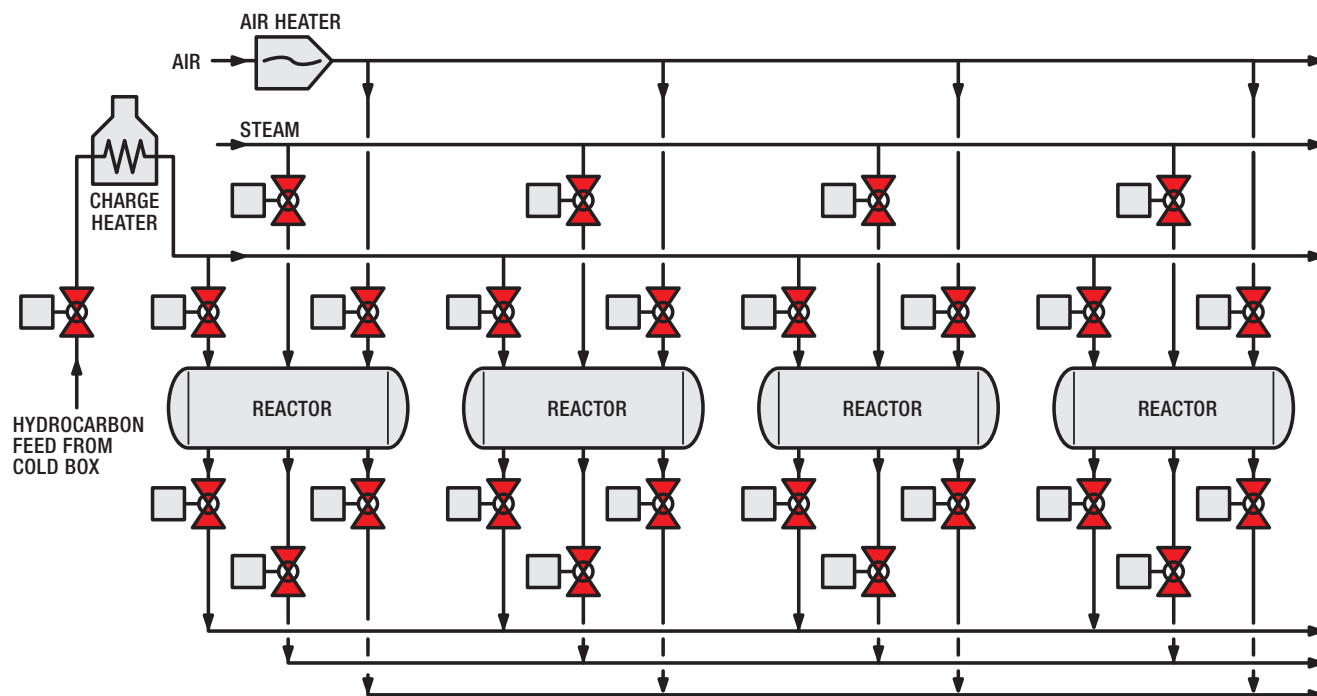 AIR HEATER
AIR
STEAM
CHARGE
HEATER
REACTOR
REACTOR
REACTOR
REACTOR
HYDROCARBON
FEED FROM
COLD BOX